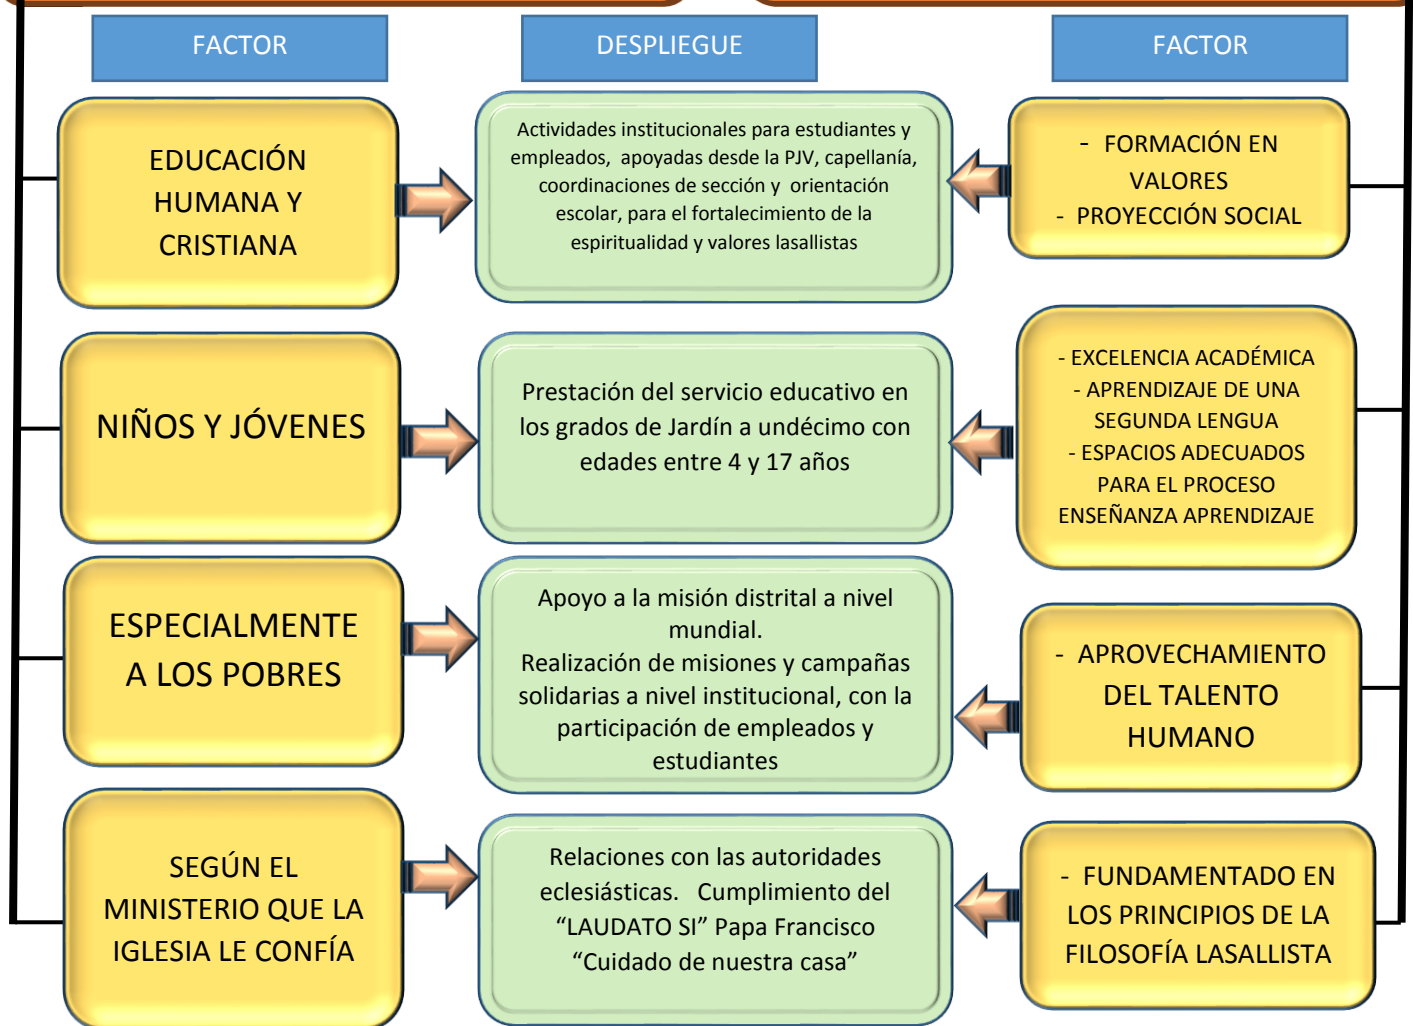 FACTOR
DESPLIEGUE
FACTOR
EDUCACIÓN
HUMANA Y
CRISTIANA
Actividades institucionales para estudiantes y
empleados, apoyadas desde la PJV, capellanía,
coordinaciones de sección y orientación
escolar, para el fortalecimiento de la
espiritualidad y valores lasallistas
- FORMACIÓN EN
VALORES
- PROYECCIÓN SOCIAL
NIÑOS Y JÓVENES
Prestación del servicio educativo en
los grados de Jardín a undécimo con
edades entre 4 y 17 años
- EXCELENCIA ACADÉMICA
- APRENDIZAJE DE UNA
SEGUNDA LENGUA
- ESPACIOS ADECUADOS
PARA EL PROCESO
ENSEÑANZA APRENDIZAJE
ESPECIALMENTE
A LOS POBRES
Apoyo a la misión distrital a nivel
mundial.
Realización de misiones y campañas
solidarias a nivel institucional, con la
participación de empleados y
estudiantes
- APROVECHAMIENTO
DEL TALENTO
HUMANO
SEGÚN EL
MINISTERIO QUE LA
IGLESIA LE CONFÍA
Relaciones con las autoridades
eclesiásticas. Cumplimiento del
“LAUDATO SI” Papa Francisco
“Cuidado de nuestra casa”
- FUNDAMENTADO EN
LOS PRINCIPIOS DE LA
FILOSOFÍA LASALLISTA